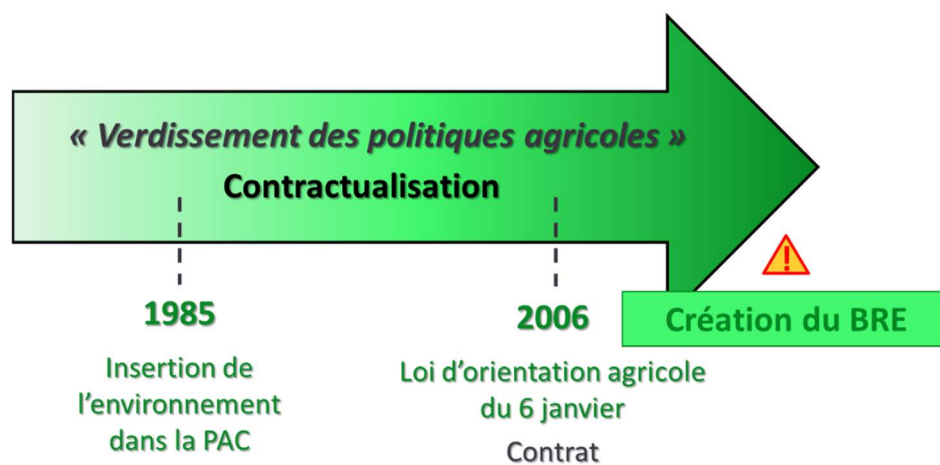 « Verdissement des politiques agricoles »
Contractualisation
1985
Insertion de
l'environnement
dans la PAC
2006
Loi d'orientation agricole
du 6 janvier
Contrat
!
Création du BRE